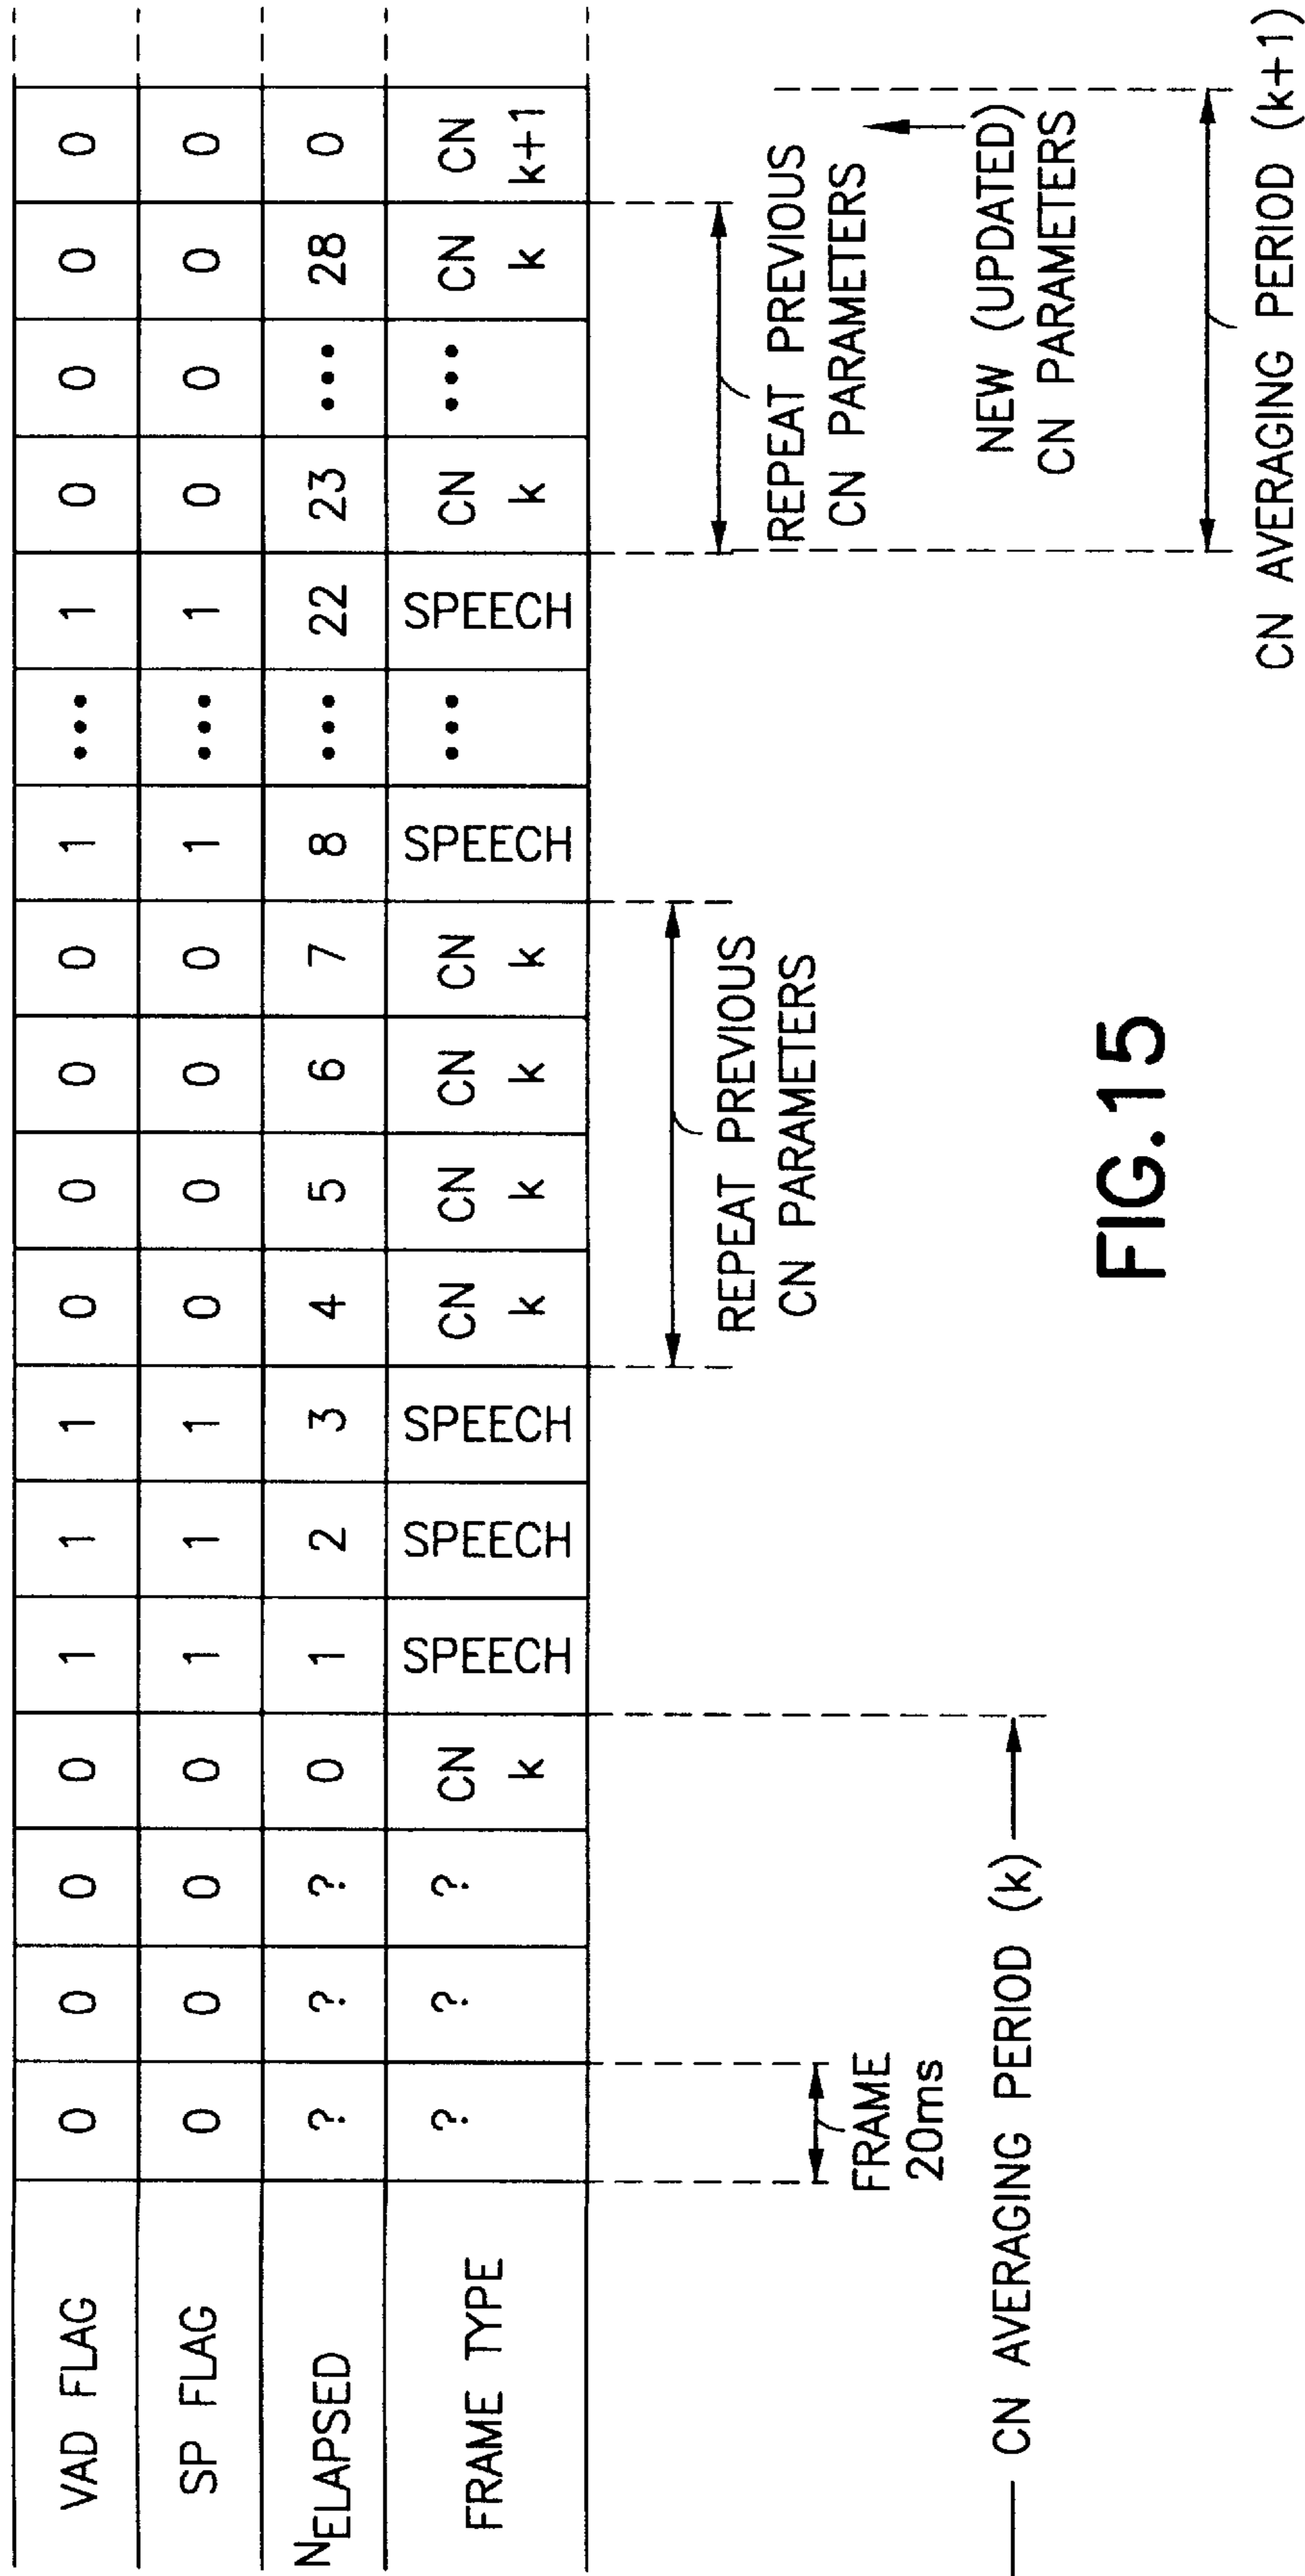 VAD FLAG 0 0 0 0 1 1 1 0 0 0 0 1 ••• 1 0 0 0 0
SP FLAG 0 0 0 0 1 1 1 0 0 0 0 1 ••• 1 0 0 0 0
NELAPSED ? ? ? 0 1 2 3 4 5 6 7 8 ••• 22 23 ••• 28 0
FRAME TYPE ? ? ? CN k SPEECH SPEECH SPEECH CN k CN k CN k CN k SPEECH ••• SPEECH CN k ••• CN k CN k+1
FRAME
20ms
CN AVERAGING PERIOD (k)
REPEAT PREVIOUS
CN PARAMETERS
REPEAT PREVIOUS
CN PARAMETERS
NEW (UPDATED)
CN PARAMETERS
CN AVERAGING PERIOD (k+1)
FIG.15